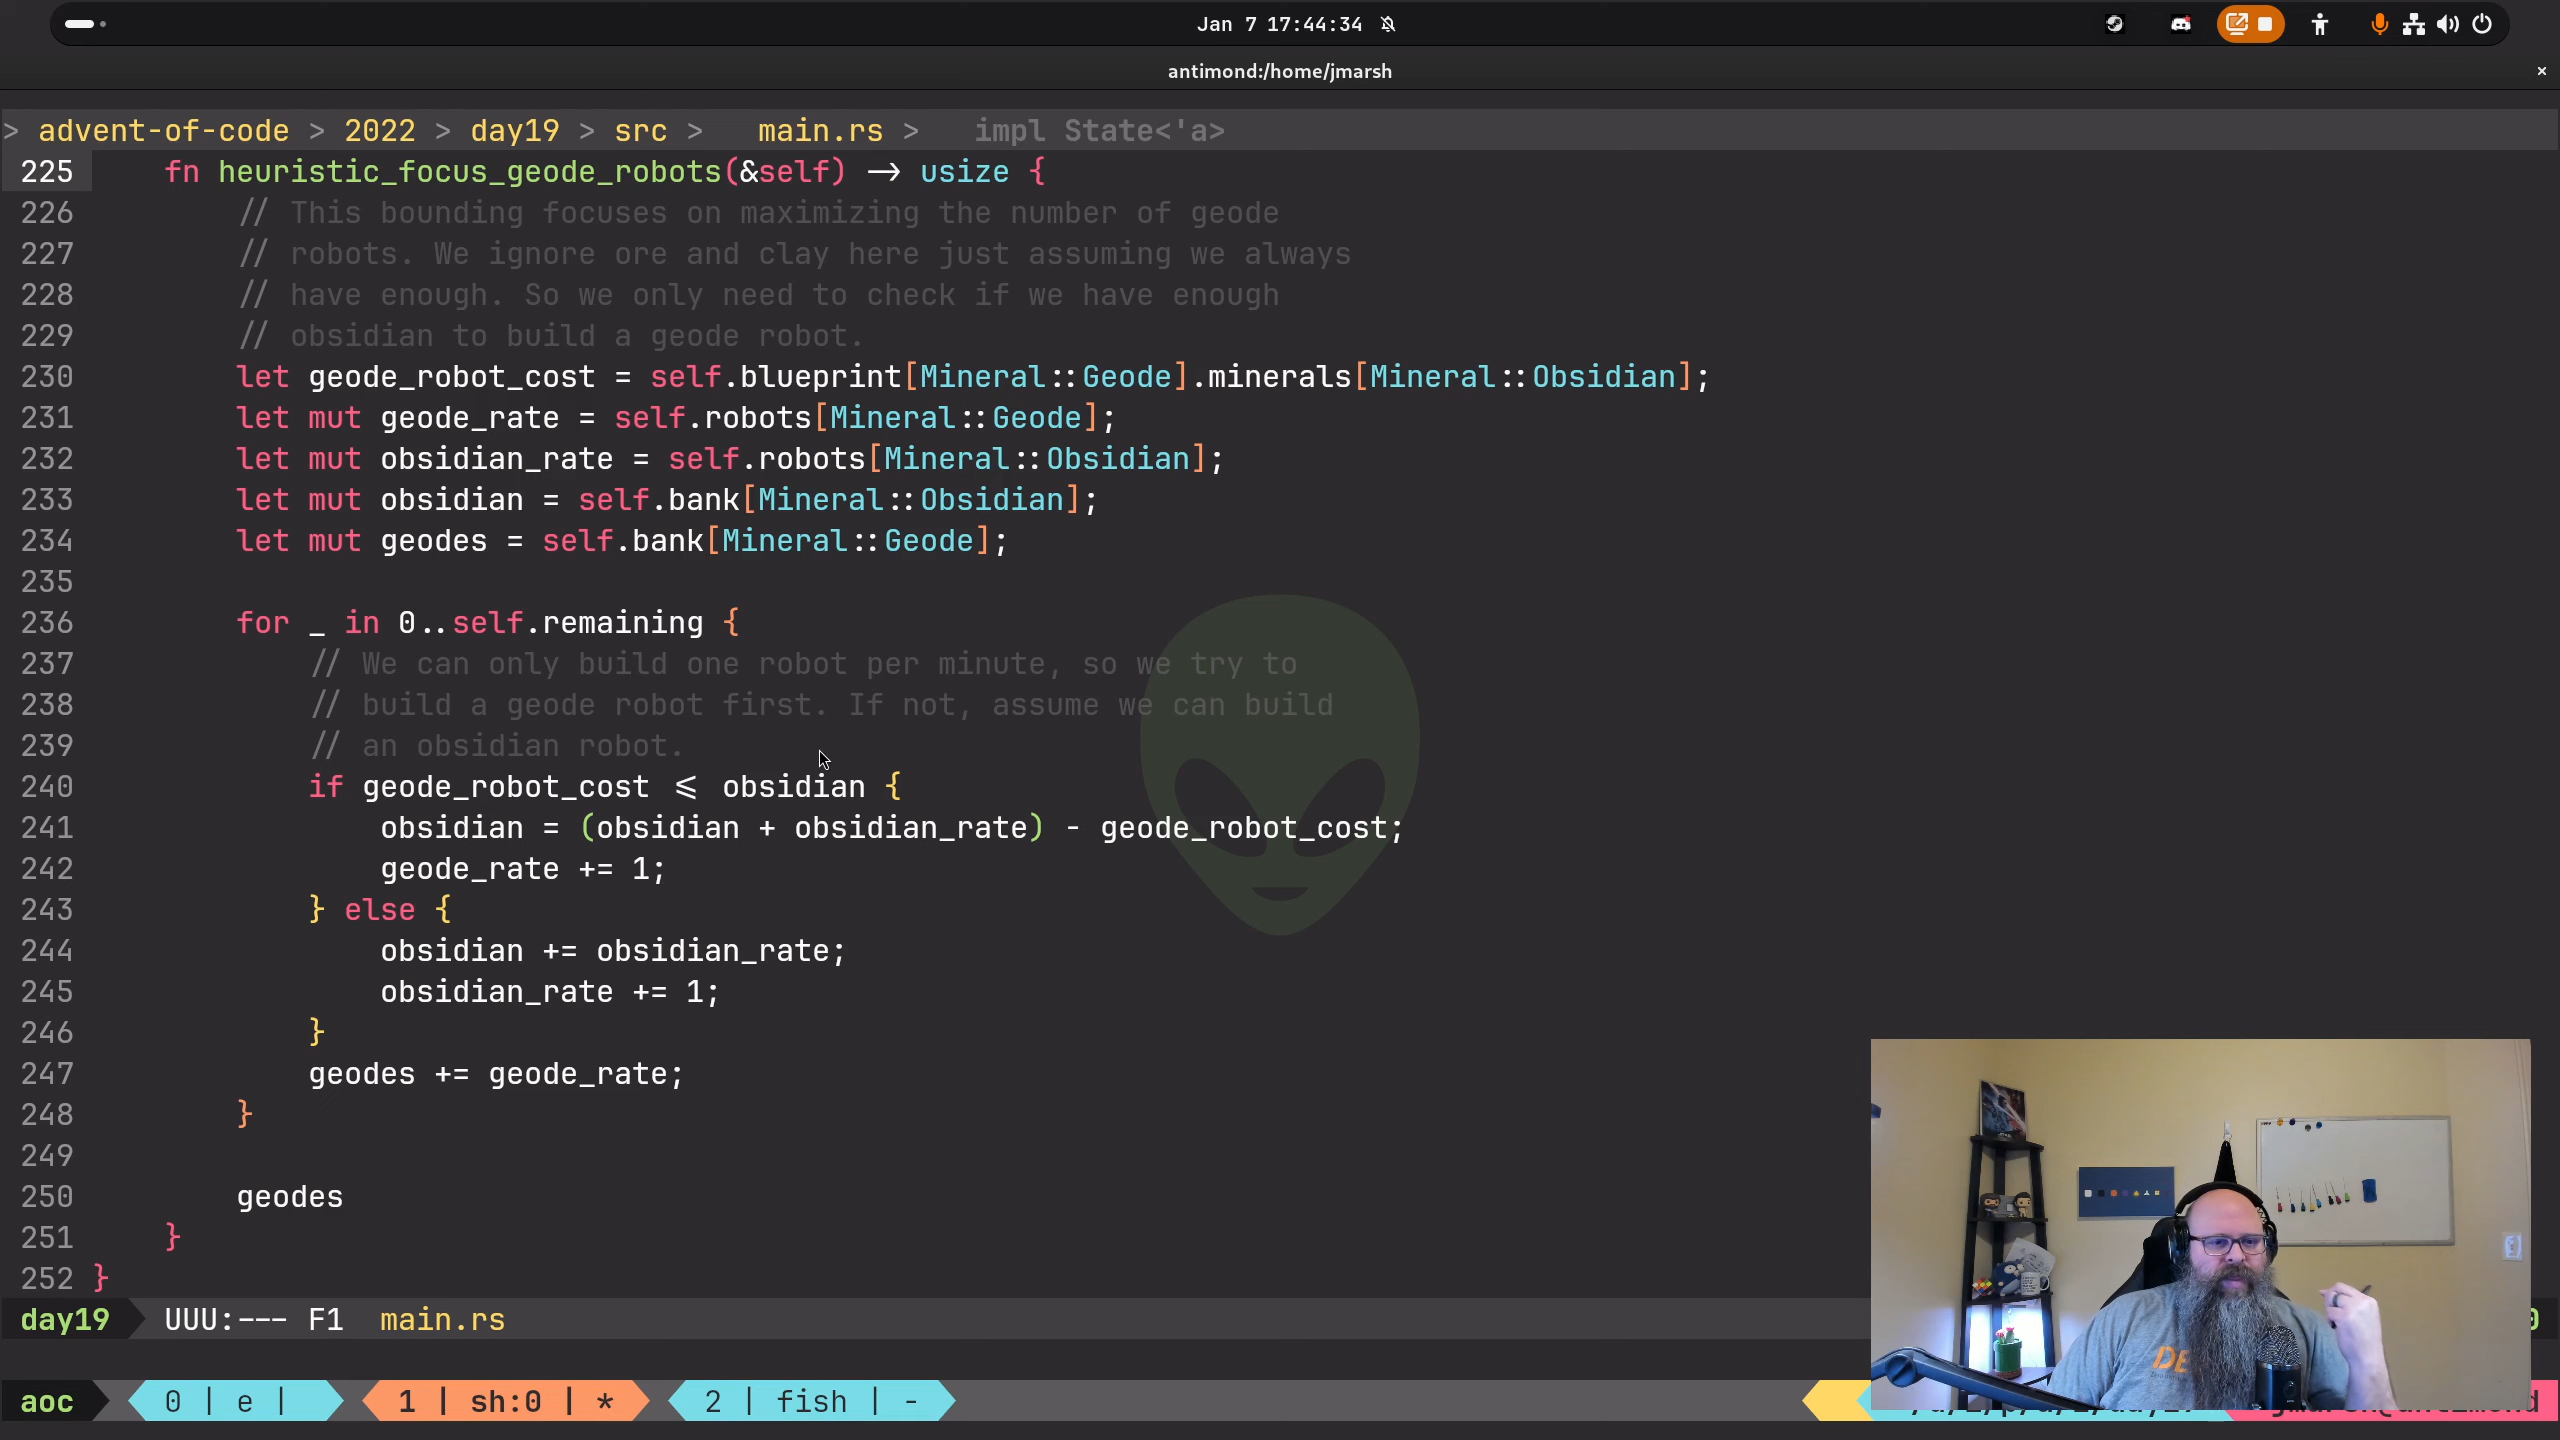 Jan 7 17:44:34
antimond:/home/jmarsh ×
> advent-of-code > 2022 > day19 > src > main.rs > impl State<'a>
225 fn heuristic_focus_geode_robots(&self) -> usize {
226 // This bounding focuses on maximizing the number of geode
227 // robots. We ignore ore and clay here just assuming we always
228 // have enough. So we only need to check if we have enough
229 // obsidian to build a geode robot.
230 let geode_robot_cost = self.blueprint[Mineral::Geode].minerals[Mineral::Obsidian];
231 let mut geode_rate = self.robots[Mineral::Geode];
232 let mut obsidian_rate = self.robots[Mineral::Obsidian];
233 let mut obsidian = self.bank[Mineral::Obsidian];
234 let mut geodes = self.bank[Mineral::Geode];
235
236 for _ in 0..self.remaining {
237 // We can only build one robot per minute, so we try to
238 // build a geode robot first. If not, assume we can build
239 // an obsidian robot.
240 if geode_robot_cost <= obsidian {
241 obsidian = (obsidian + obsidian_rate) - geode_robot_cost;
242 geode_rate += 1;
243 } else {
244 obsidian += obsidian_rate;
245 obsidian_rate += 1;
246 }
247 geodes += geode_rate;
248 }
249
250 geodes
251 }
252 }
day19 UUU:--- F1 main.rs
aoc 0 | e | 1 | sh:0 | * 2 | fish | -